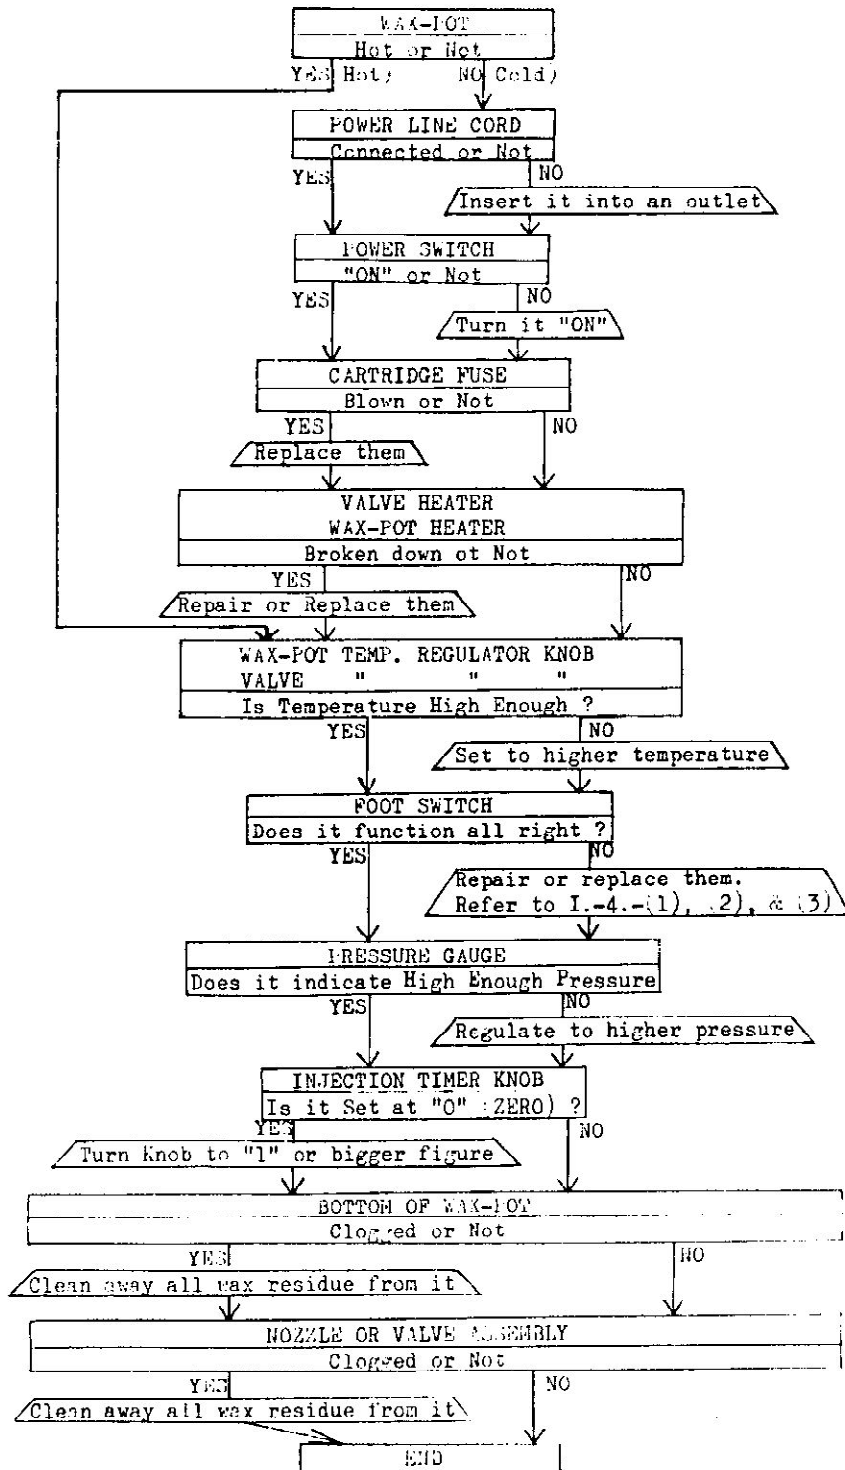 WAX-POT
Hot or Not
YES Hot) NO Cold)
POWER LINE CORD
Connected or Not
YES NO
Insert it into an outlet
POWER SWITCH
"ON" or Not
YES NO
Turn it "ON"
CARTRIDGE FUSE
Blown or Not
YES NO
Replace them
VALVE HEATER
WAX-POT HEATER
Broken down ot Not
YES NO
Repair or Replace them
WAX-POT TEMP. REGULATOR KNOB
VALVE " " "
Is Temperature High Enough ?
YES NO
Set to higher temperature
FOOT SWITCH
Does it function all right ?
YES NO
Repair or replace them.
Refer to I.-4.-(1), (2), & (3)
PRESSURE GAUGE
Does it indicate High Enough Pressure
YES NO
Regulate to higher pressure
INJECTION TIMER KNOB
Is it Set at "0" (ZERO) ?
YES NO
Turn Knob to "1" or bigger figure
BOTTOM OF WAX-POT
Clogged or Not
YES NO
Clean away all wax residue from it
NOZZLE OR VALVE ASSEMBLY
Clogged or Not
YES NO
Clean away all wax residue from it
END